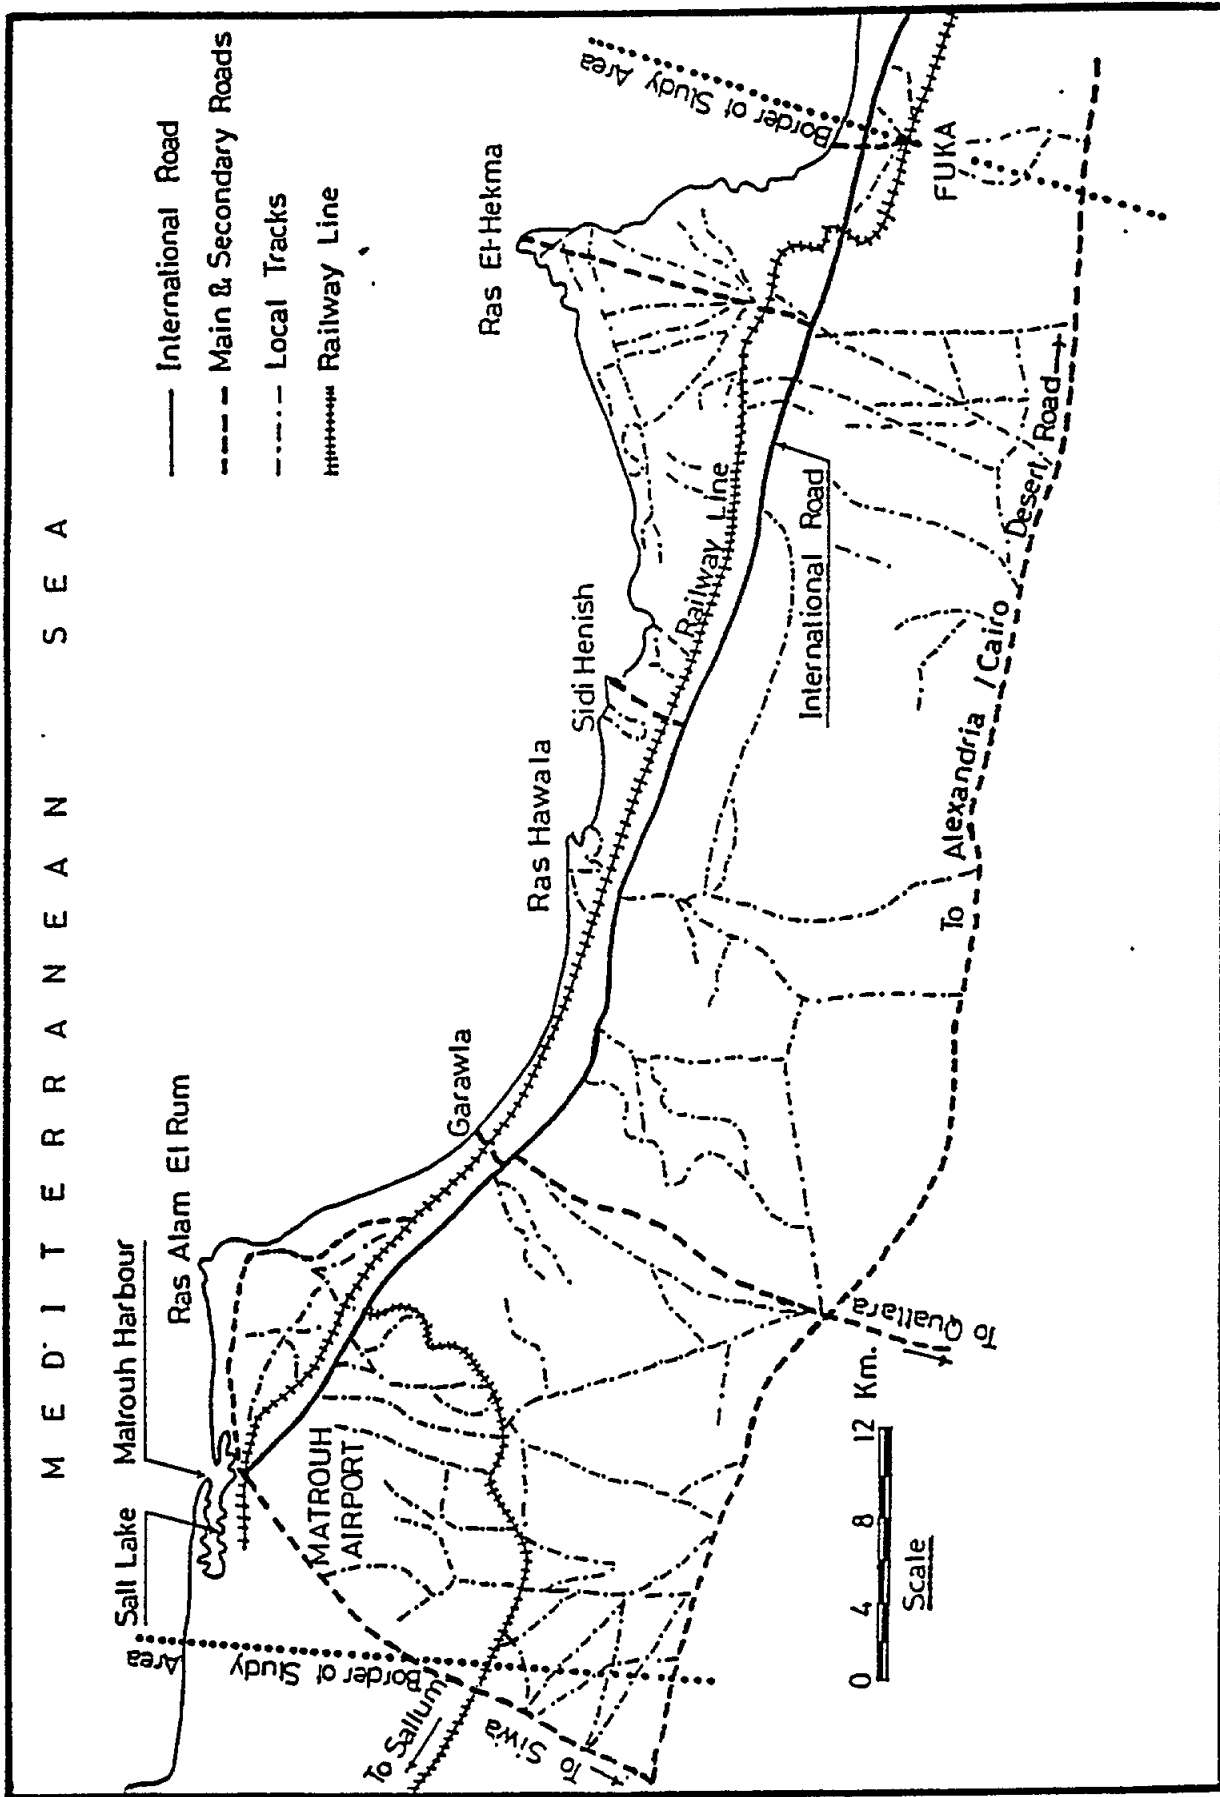 MEDITERRANEAN SEA
International Road
Main & Secondary Roads
Local Tracks
Railway Line
Salt Lake
Matrouh Harbour
Ras Alam El Rum
Garawla
Ras Hawala
Sidi Henish
Ras El-Hekma
Border of Study Area
FUKA
MATROUH
AIRPORT
Railway Line
International Road
Border of Study Area
To Sallum
To Siwa
To Quattara
To Alexandria / Cairo Desert Road
0 4 8 12 Km.
Scale